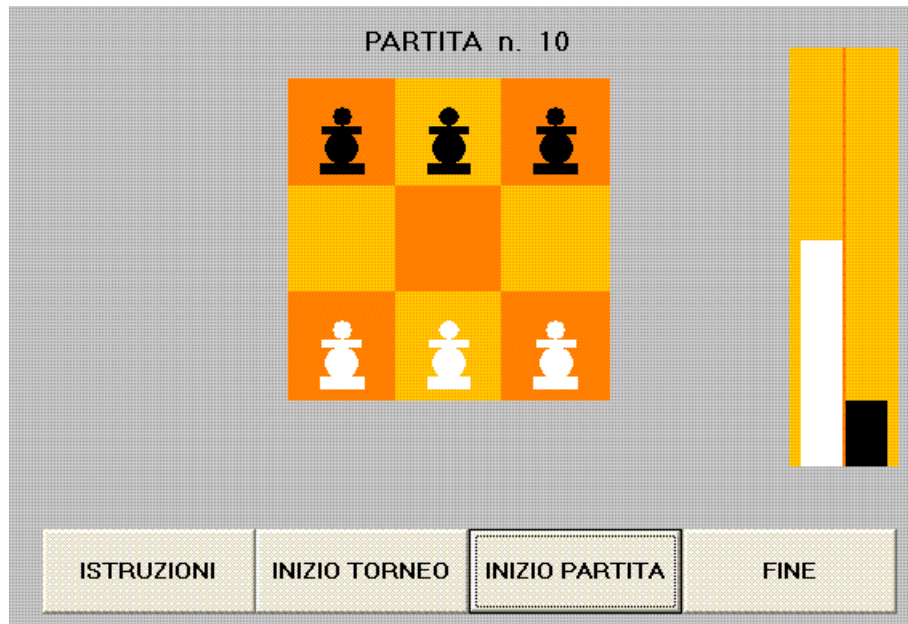 PARTITA n. 10
ISTRUZIONI
INIZIO TORNEO
INIZIO PARTITA
FINE